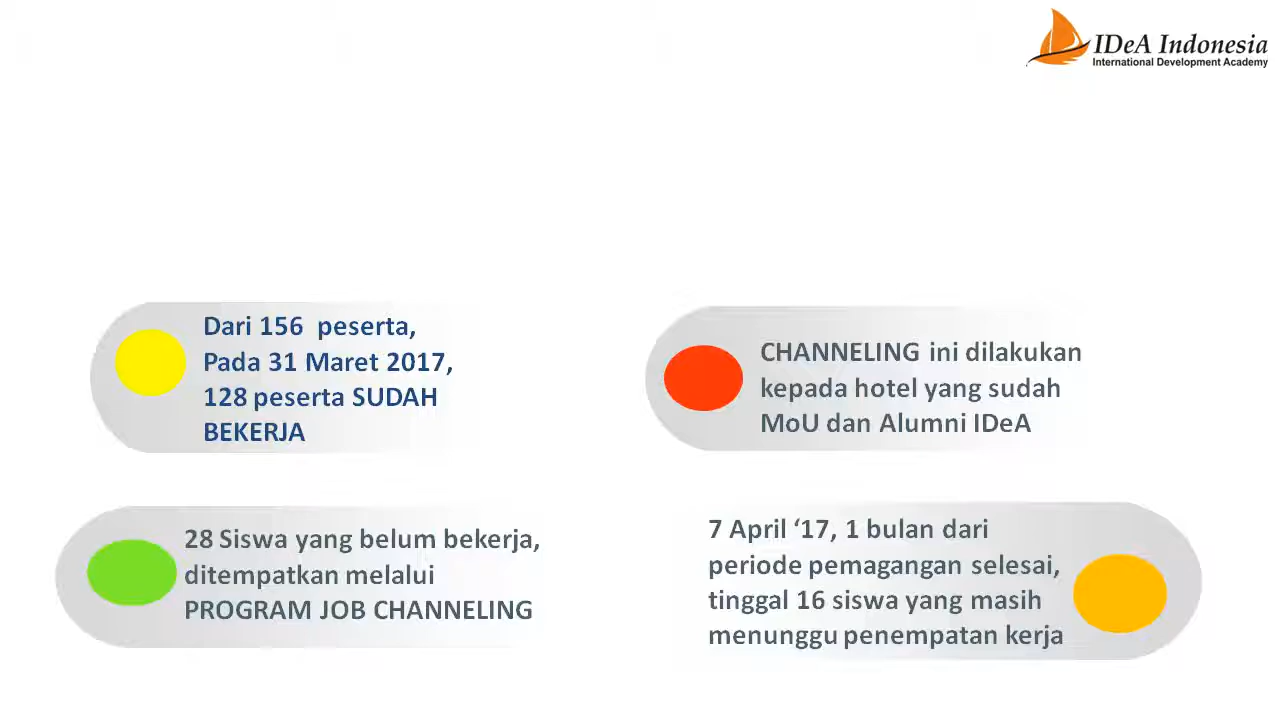 IDeA Indonesia
International Development Academy
Dari 156 peserta,
Pada 31 Maret 2017,
128 peserta SUDAH
BEKERJA
CHANNELING ini dilakukan
kepada hotel yang sudah
MoU dan Alumni IDeA
28 Siswa yang belum bekerja,
ditempatkan melalui
PROGRAM JOB CHANNELING
7 April ‘17, 1 bulan dari
periode pemagangan selesai,
tinggal 16 siswa yang masih
menunggu penempatan kerja